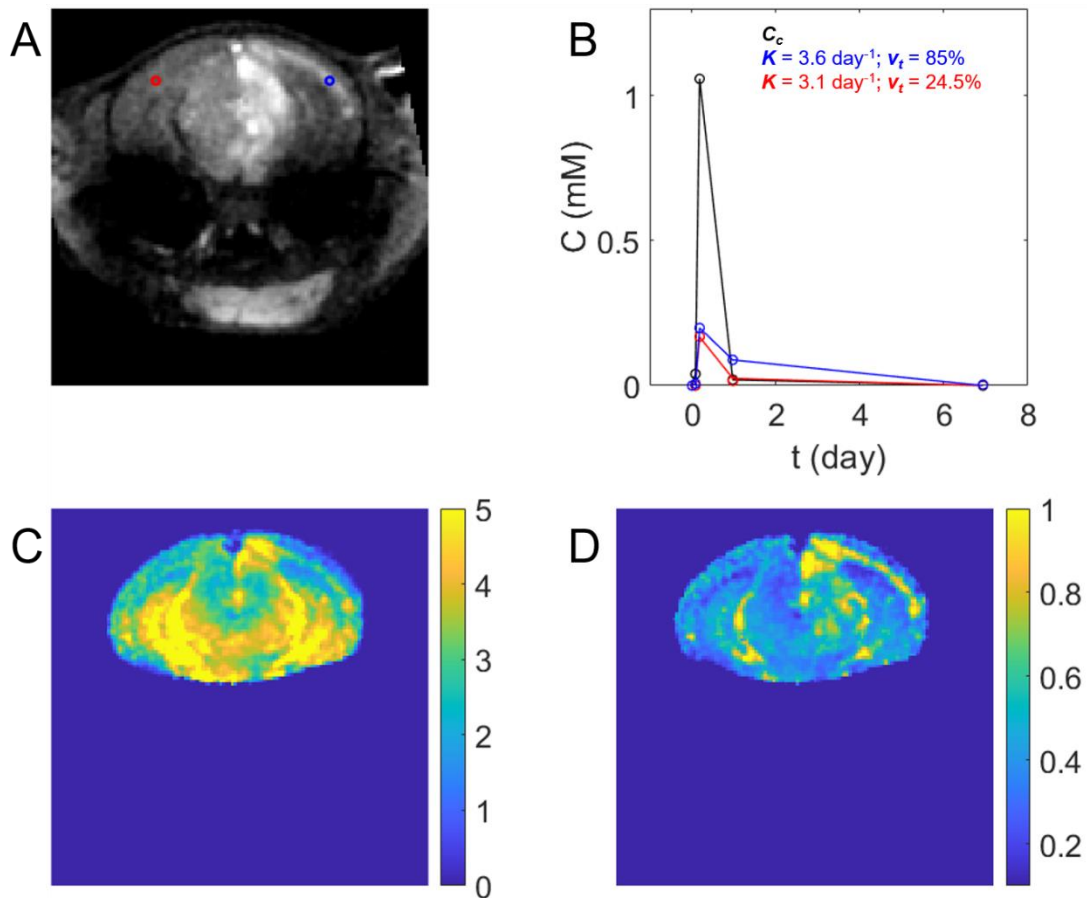 A
B
C_c
K = 3.6 day⁻¹; v_t = 85%
K = 3.1 day⁻¹; v_t = 24.5%
1
0.5
0
C (mM)
0 2 4 6 8
t (day)
C
5
4
3
2
1
0
D
1
0.8
0.6
0.4
0.2